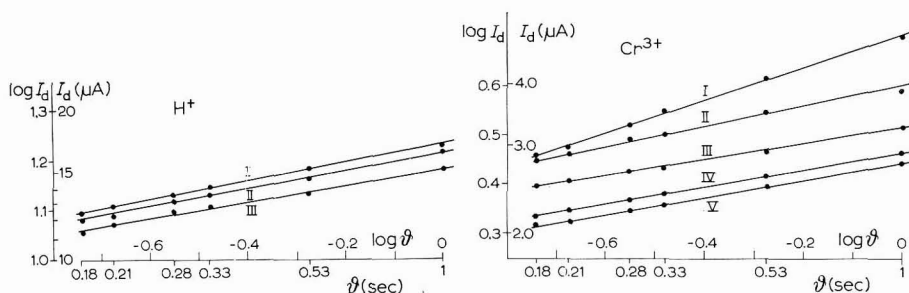 log I_d I_d (μA)
H⁺
1,3 20
1.2 15
1.1
1.0 10
I
II
III
-0.6 -0.4 -0.2 log ϑ 0
0.18 0.21 0.28 0.33 0.53 1
ϑ (sec)
log I_d I_d (μA)
Cr³⁺
0.6 4.0
0.5 3.0
0.4
0.3 2.0
I
II
III
IV
V
-0.6 -0.4 -0.2 log ϑ 0
0.18 0.21 0.28 0.33 0.53 1
ϑ (sec)